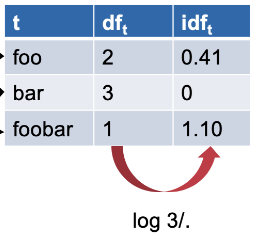 t df_t idf_t
foo 2 0.41
bar 3 0
foobar 1 1.10
log 3/.